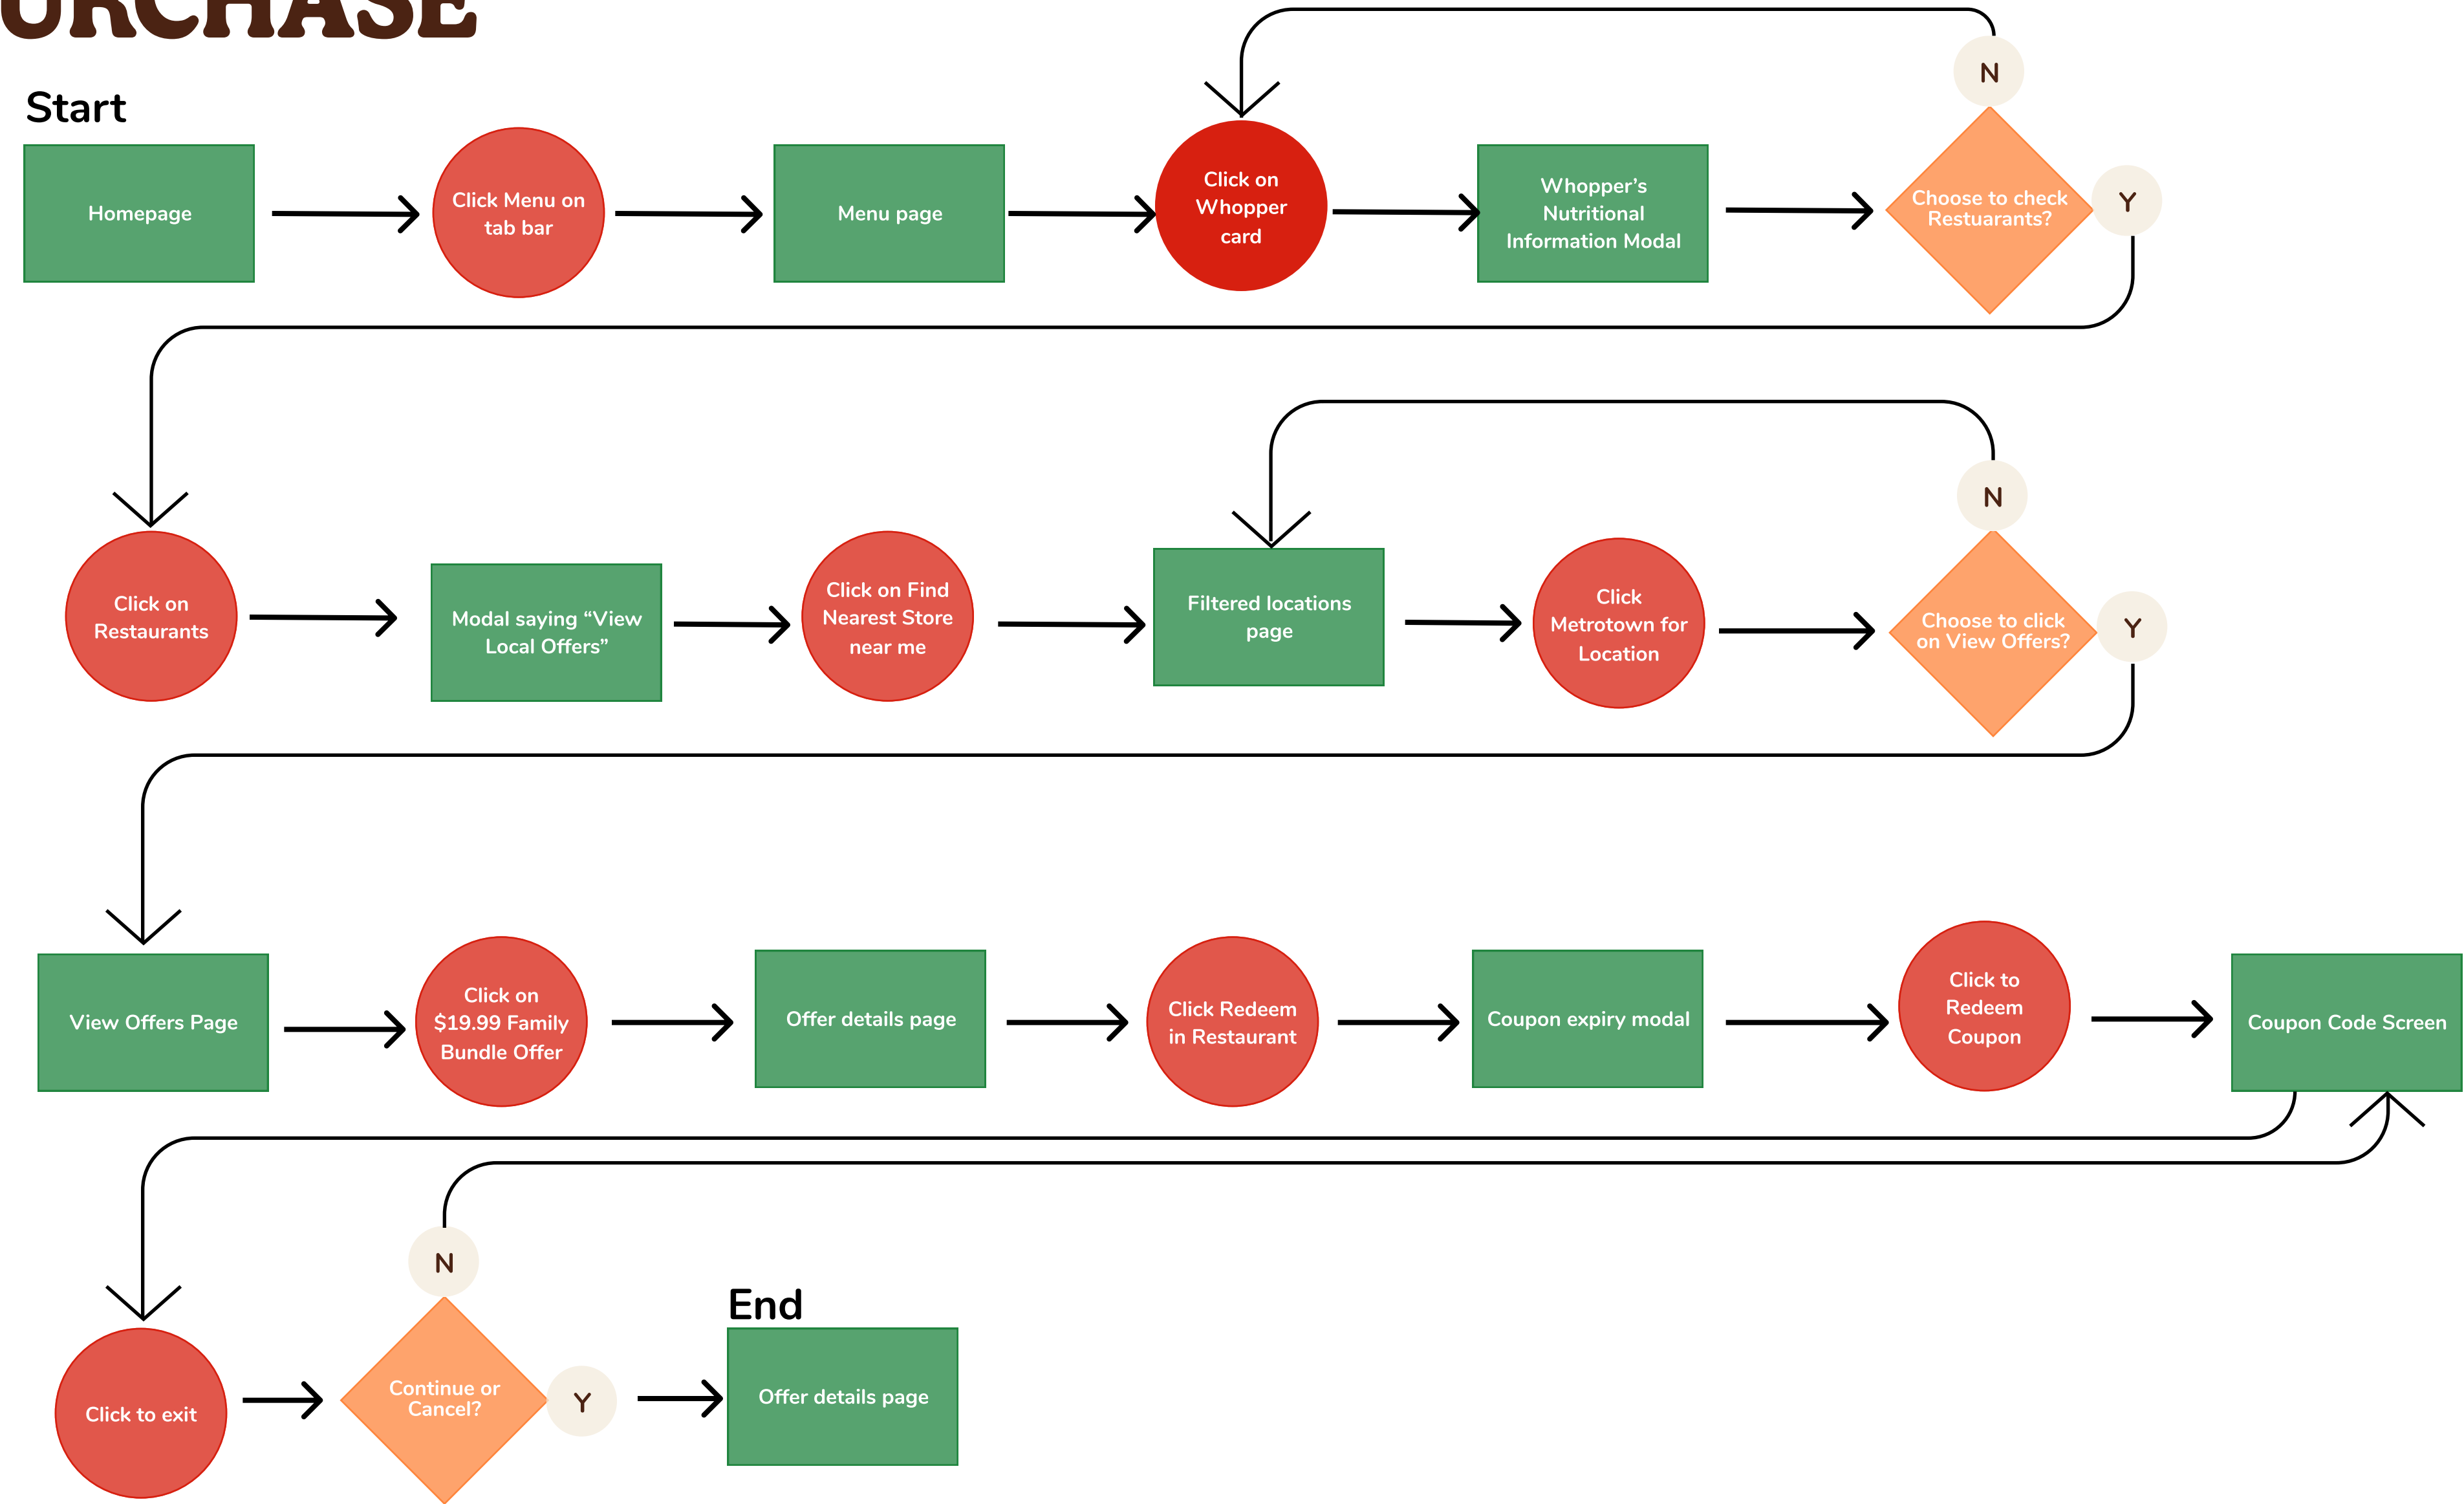 URCHASE
Start
N
Homepage
Click Menu on
tab bar
Menu page
Click on
Whopper
card
Whopper’s
Nutritional
Information Modal
Choose to check
Restuarants?
Y
N
Click on
Restaurants
Modal saying “View
Local Offers”
Click on Find
Nearest Store
near me
Filtered locations
page
Click
Metrotown for
Location
Choose to click
on View Offers?
Y
View Offers Page
Click on
$19.99 Family
Bundle Offer
Offer details page
Click Redeem
in Restaurant
Coupon expiry modal
Click to
Redeem
Coupon
Coupon Code Screen
N
End
Click to exit
Continue or
Cancel?
Y
Offer details page